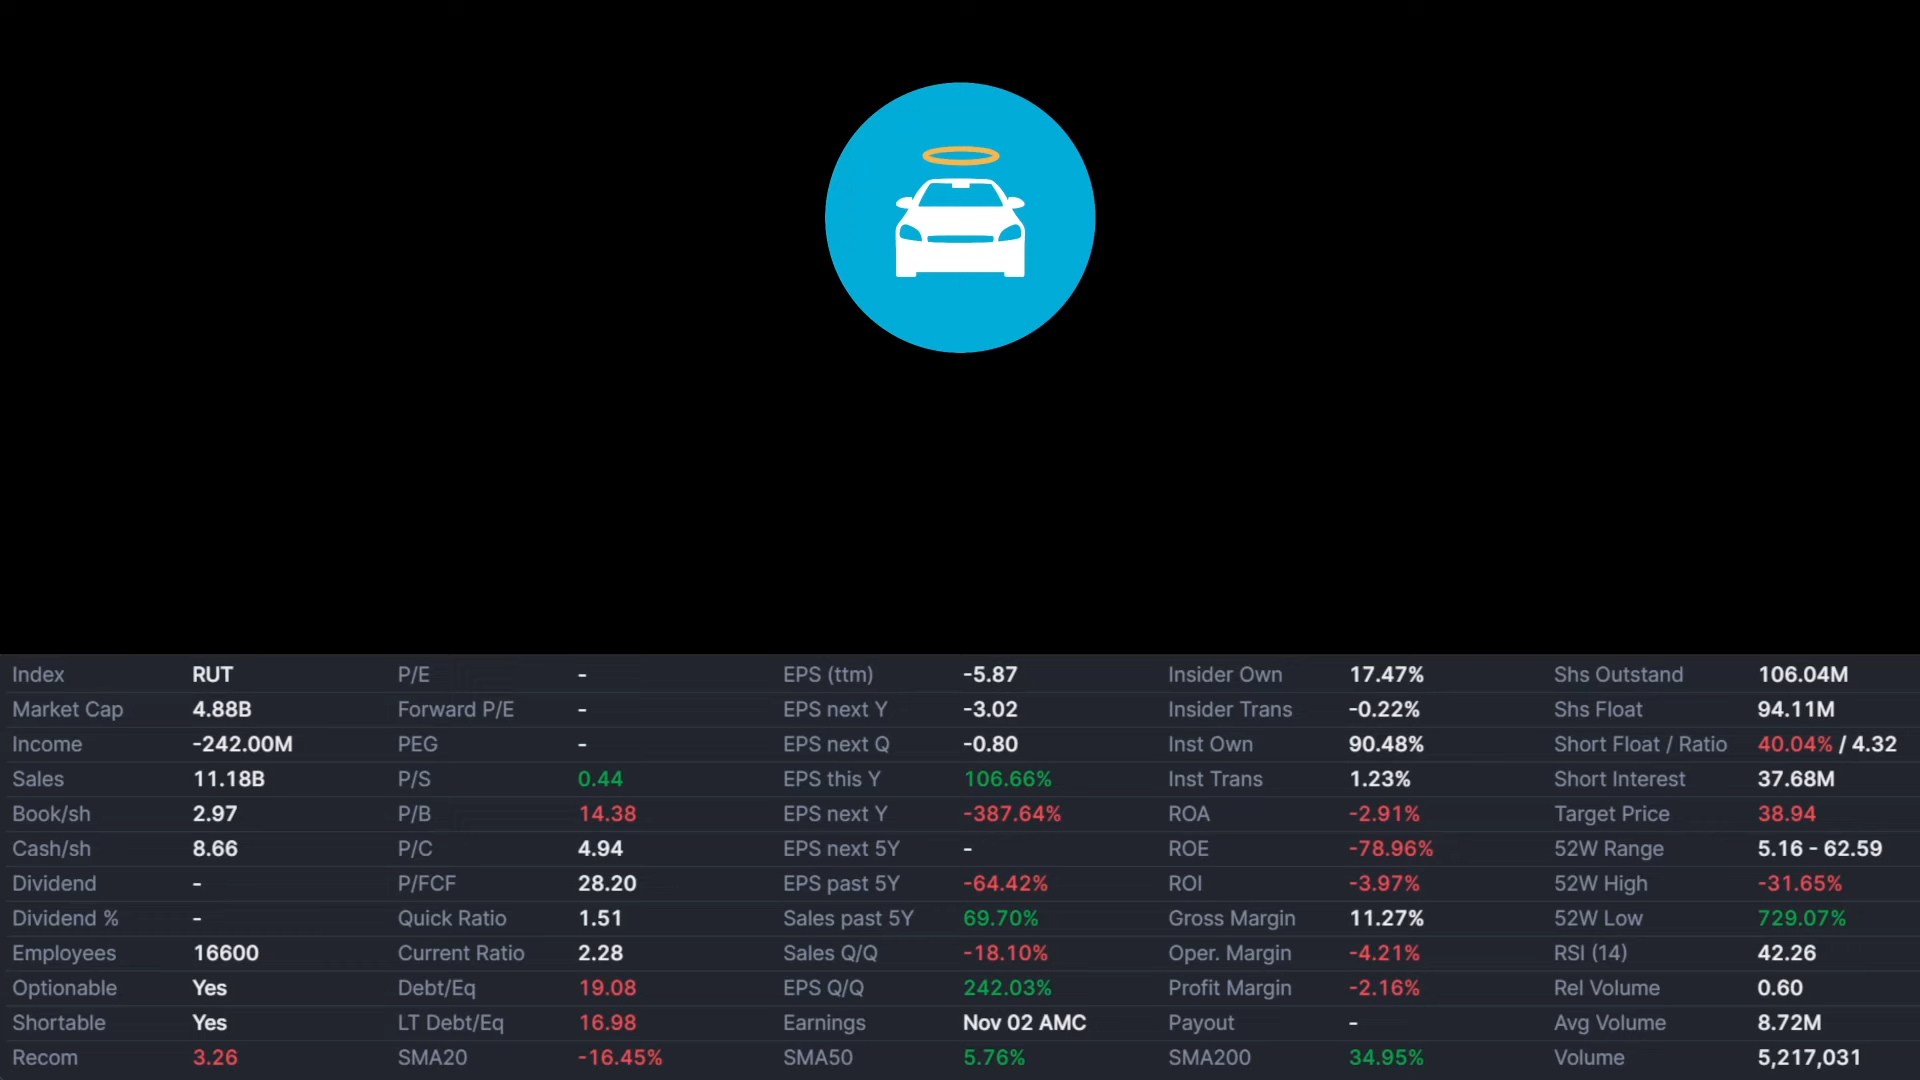 Index RUT P/E - EPS (ttm) -5.87 Insider Own 17.47% Shs Outstand 106.04M
Market Cap 4.88B Forward P/E - EPS next Y -3.02 Insider Trans -0.22% Shs Float 94.11M
Income -242.00M PEG - EPS next Q -0.80 Inst Own 90.48% Short Float / Ratio 40.04% / 4.32
Sales 11.18B P/S 0.44 EPS this Y 106.66% Inst Trans 1.23% Short Interest 37.68M
Book/sh 2.97 P/B 14.38 EPS next Y -387.64% ROA -2.91% Target Price 38.94
Cash/sh 8.66 P/C 4.94 EPS next 5Y - ROE -78.96% 52W Range 5.16 - 62.59
Dividend - P/FCF 28.20 EPS past 5Y -64.42% ROI -3.97% 52W High -31.65%
Dividend % - Quick Ratio 1.51 Sales past 5Y 69.70% Gross Margin 11.27% 52W Low 729.07%
Employees 16600 Current Ratio 2.28 Sales Q/Q -18.10% Oper. Margin -4.21% RSI (14) 42.26
Optionable Yes Debt/Eq 19.08 EPS Q/Q 242.03% Profit Margin -2.16% Rel Volume 0.60
Shortable Yes LT Debt/Eq 16.98 Earnings Nov 02 AMC Payout - Avg Volume 8.72M
Recom 3.26 SMA20 -16.45% SMA50 5.76% SMA200 34.95% Volume 5,217,031